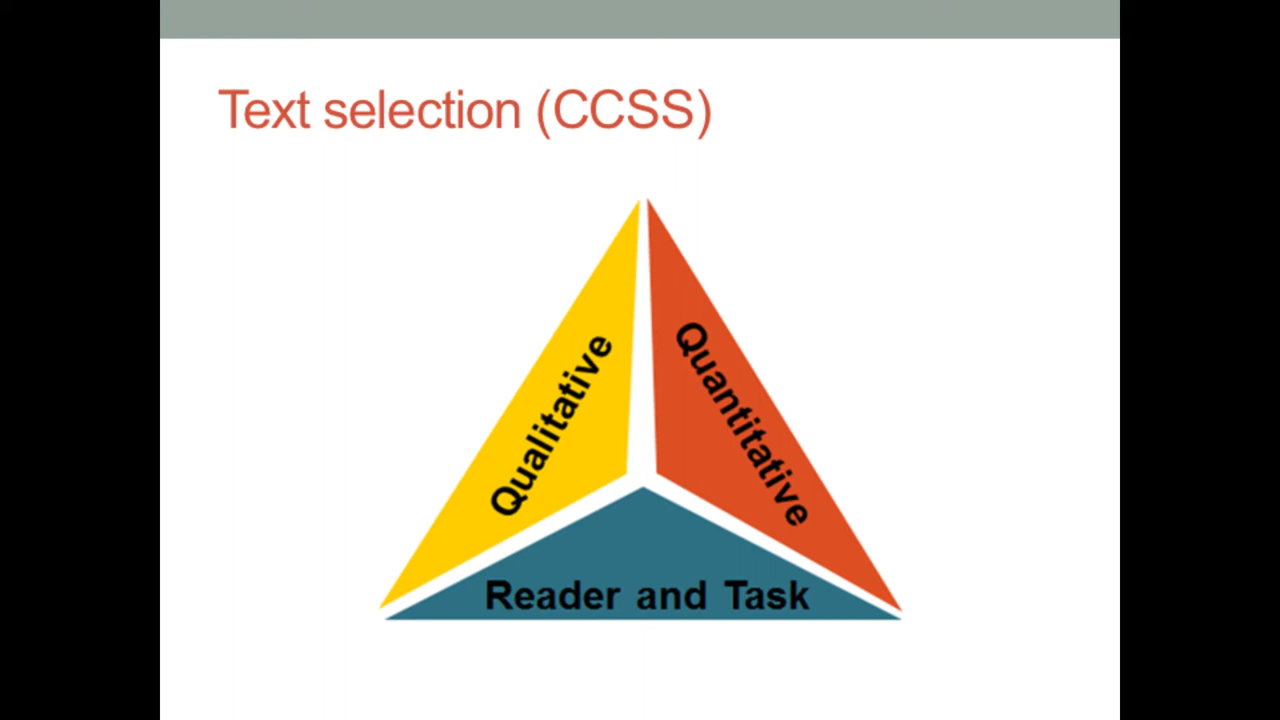 Text selection (CCSS)
Qualitative
Quantitative
Reader and Task